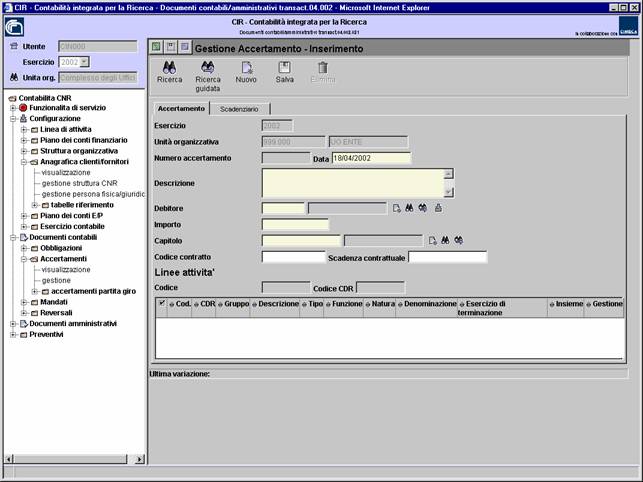 CIR - Contabilità integrata per la Ricerca - Documenti contabili/amministrativi transact.04.002 - Microsoft Internet Explorer
CIR - Contabilità integrata per la Ricerca
Documenti contabili/amministrativi transact.04.002.021
in collaborazione con
CINECA
Utente CIN000
Esercizio 2002
Unita org. Complesso degli Uffici
Contabilita CNR
Funzionalita di servizio
Configurazione
Linea di attivita
Piano dei conti finanziario
Struttura organizzativa
Anagrafica clienti/fornitori
visualizzazione
gestione struttura CNR
gestione persona fisica/giuridic
tabelle riferimento
Piano dei conti E/P
Esercizio contabile
Documenti contabili
Obbligazioni
Accertamenti
visualizzazione
gestione
accertamenti partita giro
Mandati
Reversali
Documenti amministrativi
Preventivi
Gestione Accertamento - Inserimento
Ricerca Ricerca guidata Nuovo Salva Elimina
Accertamento Scadenziario
Esercizio 2002
Unità organizzativa 999.000 UO ENTE
Numero accertamento Data 18/04/2002
Descrizione
Debitore
Importo
Capitolo
Codice contratto Scadenza contrattuale
Linee attivita'
Codice Codice CDR
Cod. CDR Gruppo Descrizione Tipo Funzione Natura Denominazione Esercizio di terminazione Insieme Gestione
Ultima variazione: